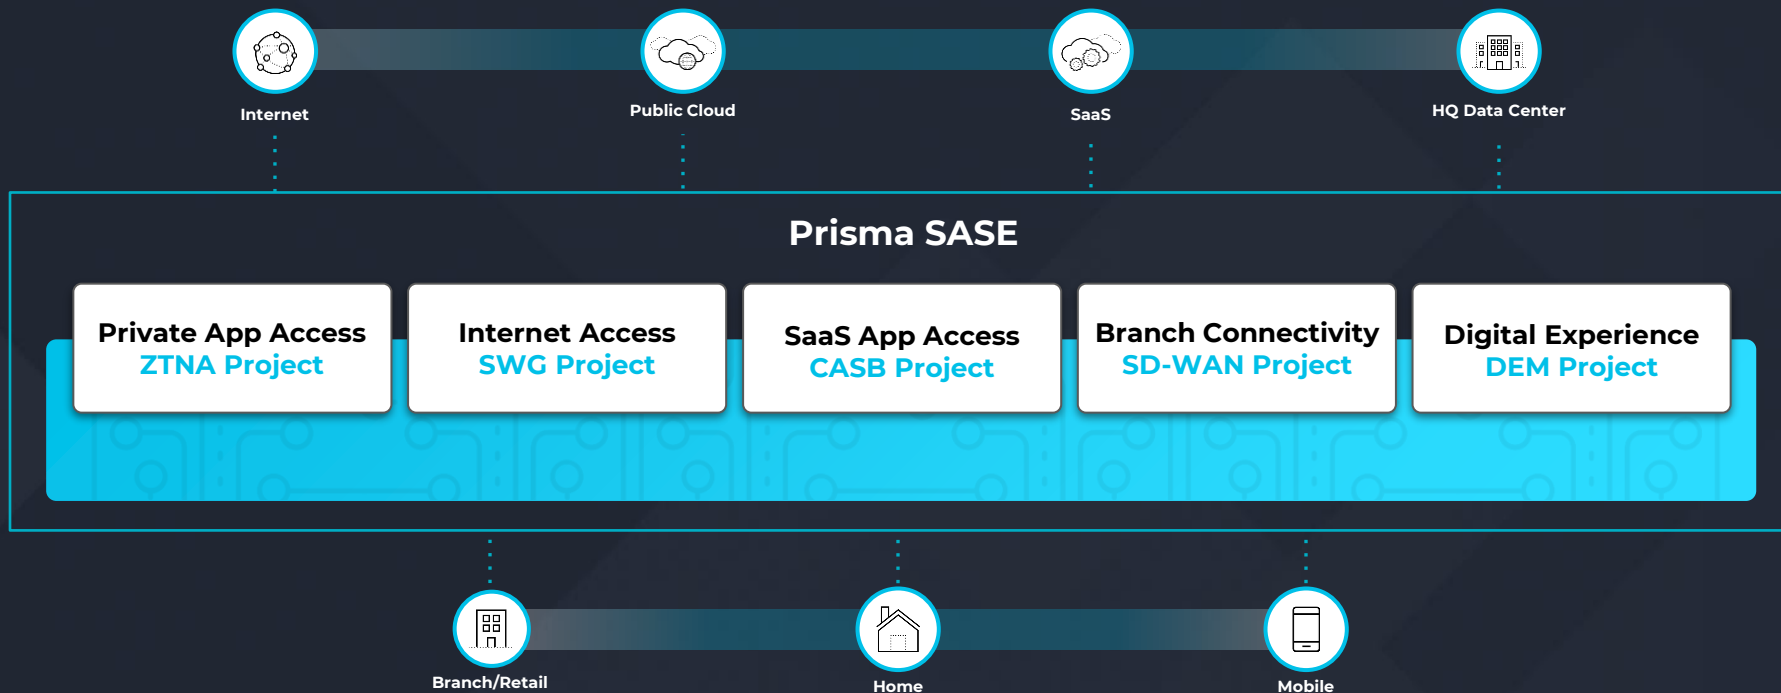 Internet
Public Cloud
SaaS
HQ Data Center
Prisma SASE
Private App Access
ZTNA Project
Internet Access
SWG Project
SaaS App Access
CASB Project
Branch Connectivity
SD-WAN Project
Digital Experience
DEM Project
Branch/Retail
Home
Mobile